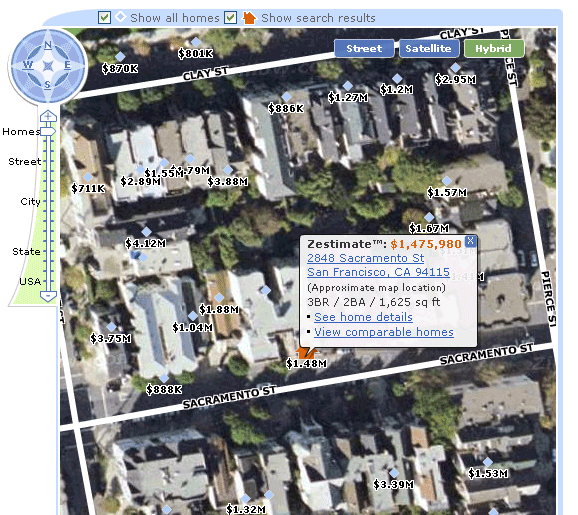 Show all homes Show search results
N
W E
S
Homes
Street
City
State
USA
Street Satellite Hybrid
CLAY ST
PIERCE ST
$870K
$801K
$2.95M
$1.2M
$1.27M
$886K
$711K
$2.89M
$1.55M
$3.88M
$1.57M
$1.67M
$4.12M
Zestimate™: $1,475,980 X
2848 Sacramento St
San Francisco, CA 94115
(Approximate map location)
3BR / 2BA / 1,625 sq ft
See home details
View comparable homes
PIERCE ST
$1.88M
$1.04M
$3.75M
$888K
$1.48M
SACRAMENTO ST
SACRAMENTO ST
$1.53M
$3.39M
$1.32M